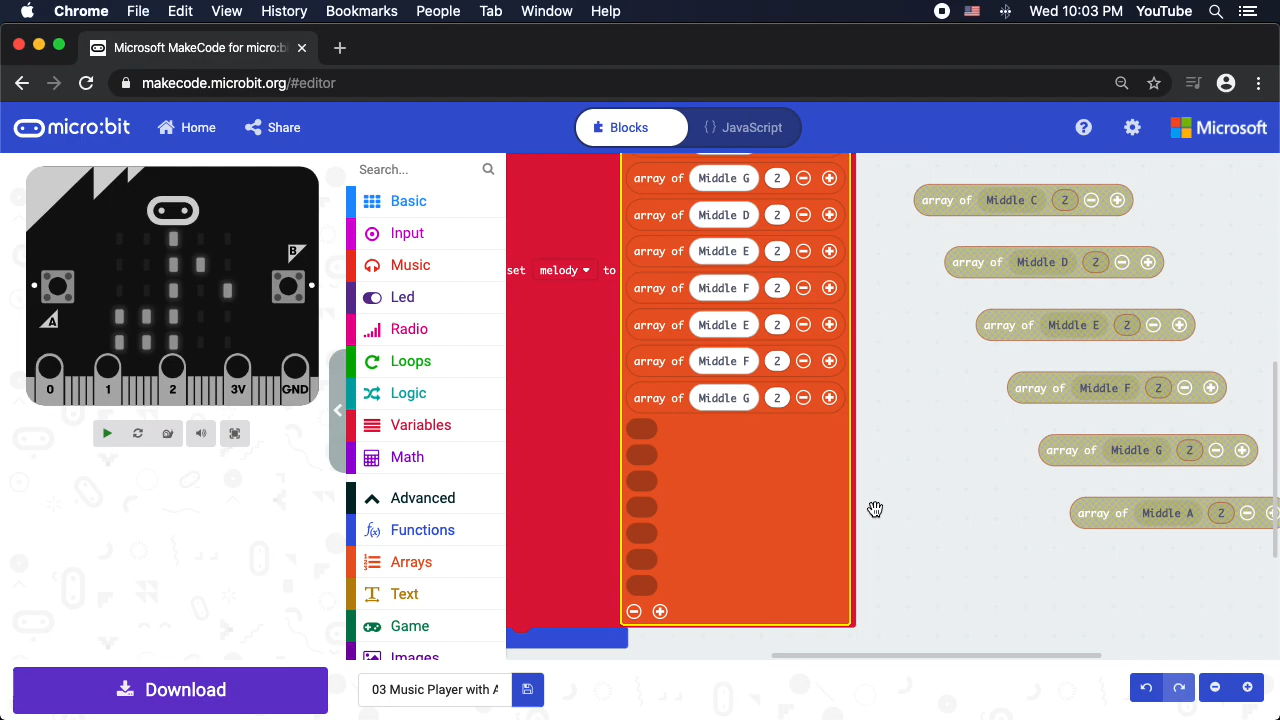 Chrome File Edit View History Bookmarks People Tab Window Help Wed 10:03 PM YouTube
Microsoft MakeCode for micro:bi
makecode.microbit.org/#editor
micro:bit Home Share Blocks {} JavaScript Microsoft
Search...
Basic
Input
Music
Led
Radio
Loops
Logic
Variables
Math
Advanced
Functions
Arrays
Text
Game
Images
B
A
0 1 2 3V GND
Download
set melody to
array of Middle G 2
array of Middle D 2
array of Middle E 2
array of Middle F 2
array of Middle E 2
array of Middle F 2
array of Middle G 2
array of Middle C 2
array of Middle D 2
array of Middle E 2
array of Middle F 2
array of Middle G 2
array of Middle A 2
03 Music Player with A